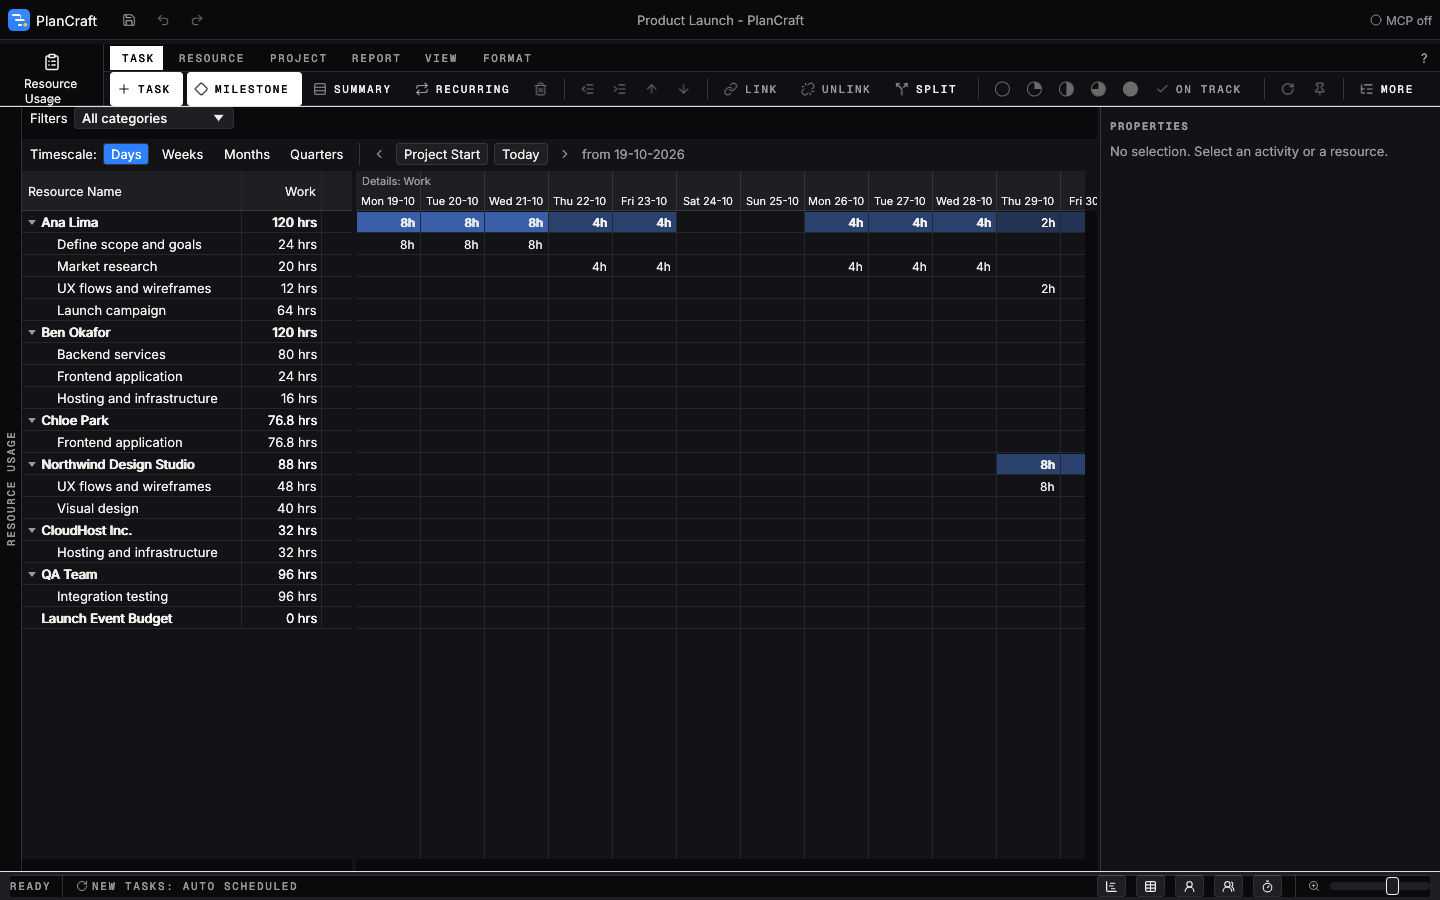 PlanCraft
Product Launch - PlanCraft
MCP off
Resource Usage
TASK RESOURCE PROJECT REPORT VIEW FORMAT ?
TASK MILESTONE SUMMARY RECURRING LINK UNLINK SPLIT ON TRACK MORE
Filters All categories
PROPERTIES
No selection. Select an activity or a resource.
Timescale: Days Weeks Months Quarters Project Start Today from 19-10-2026
Resource Name Work
Details: Work
Mon 19-10 Tue 20-10 Wed 21-10 Thu 22-10 Fri 23-10 Sat 24-10 Sun 25-10 Mon 26-10 Tue 27-10 Wed 28-10 Thu 29-10 Fri 30
Ana Lima 120 hrs 8h 8h 8h 4h 4h 4h 4h 4h 2h
Define scope and goals 24 hrs 8h 8h 8h
Market research 20 hrs 4h 4h 4h 4h 4h
UX flows and wireframes 12 hrs 2h
Launch campaign 64 hrs
Ben Okafor 120 hrs
Backend services 80 hrs
Frontend application 24 hrs
Hosting and infrastructure 16 hrs
Chloe Park 76.8 hrs
Frontend application 76.8 hrs
Northwind Design Studio 88 hrs 8h
UX flows and wireframes 48 hrs 8h
Visual design 40 hrs
CloudHost Inc. 32 hrs
Hosting and infrastructure 32 hrs
QA Team 96 hrs
Integration testing 96 hrs
Launch Event Budget 0 hrs
RESOURCE USAGE
READY NEW TASKS: AUTO SCHEDULED